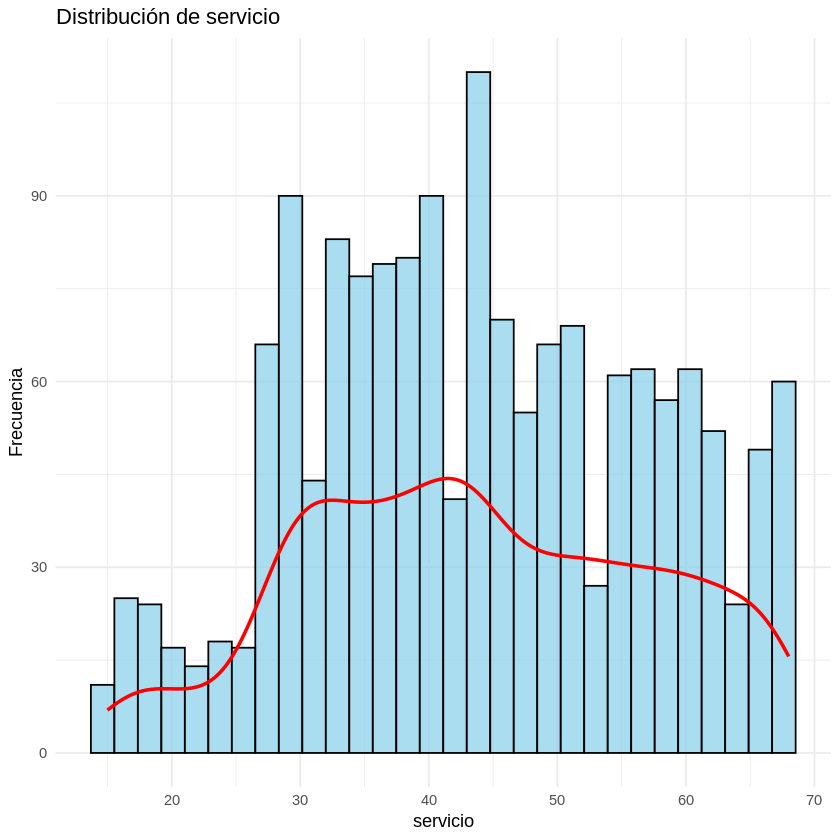 Distribución de servicio
Frecuencia
90
60
30
0
20 30 40 50 60 70
servicio